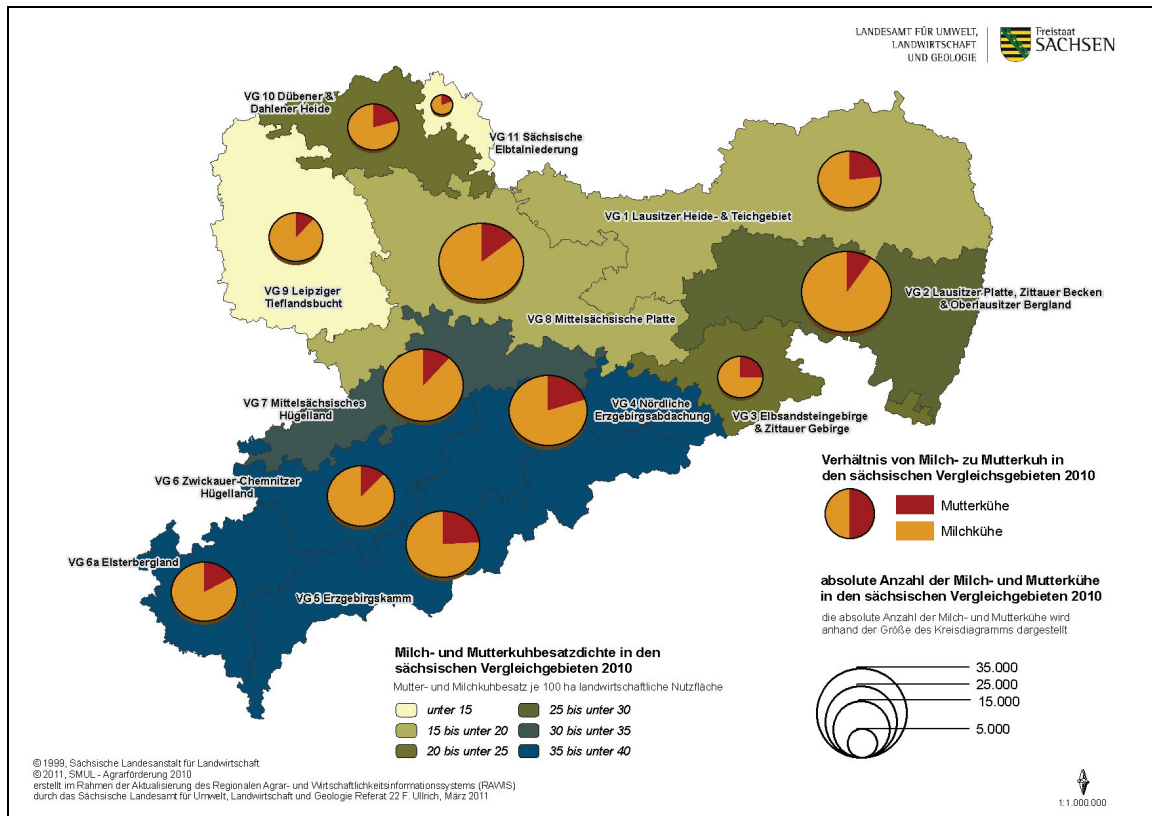 LANDESAMT FÜR UMWELT,
LANDWIRTSCHAFT
UND GEOLOGIE
Freistaat
SACHSEN
VG 10 Dübener &
Dahlener Heide
VG 11 Sächsische
Elbtalniederung
VG 1 Lausitzer Heide- & Teichgebiet
VG 9 Leipziger
Tieflandsbucht
VG 2 Lausitzer Platte, Zittauer Becken
& Oberlausitzer Bergland
VG 8 Mittelsächsische Platte
VG 7 Mittelsächsisches
Hügelland
VG 4 Nördliche
Erzgebirgsabdachung
VG 3 Elbsandsteingebirge
& Zittauer Gebirge
VG 6 Zwickauer-Chemnitzer
Hügelland
VG 6a Elsterbergland
VG 5 Erzgebirgskamm
Verhältnis von Milch- zu Mutterkuh in
den sächsischen Vergleichsgebieten 2010
Mutterkühe
Milchkühe
absolute Anzahl der Milch- und Mutterkühe
in den sächsischen Vergleichgebieten 2010
die absolute Anzahl der Milch- und Mutterkühe wird
anhand der Größe des Kreisdiagramms dargestellt
35.000
25.000
15.000
5.000
Milch- und Mutterkuhbesatzdichte in den
sächsischen Vergleichgebieten 2010
Mutter- und Milchkuhbesatz je 100 ha landwirtschaftliche Nutzfläche
unter 15
15 bis unter 20
20 bis unter 25
25 bis unter 30
30 bis unter 35
35 bis unter 40
© 1999, Sächsische Landesanstalt für Landwirtschaft
© 2011, SMUL - Agrarförderung 2010
erstellt im Rahmen der Aktualisierung des Regionalen Agrar- und Wirtschaftlichkeitsinformationssystems (RAWIS)
durch das Sächsische Landesamt für Umwelt, Landwirtschaft und Geologie Referat 22 F. Ullrich, März 2011
1:1.000.000